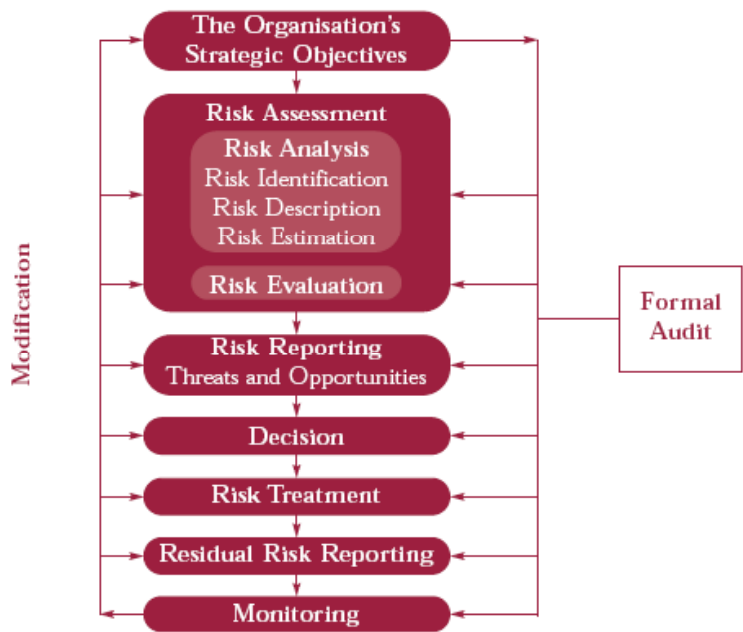 The Organisation's
Strategic Objectives
Risk Assessment
Risk Analysis
Risk Identification
Risk Description
Risk Estimation
Risk Evaluation
Modification
Formal
Audit
Risk Reporting
Threats and Opportunities
Decision
Risk Treatment
Residual Risk Reporting
Monitoring